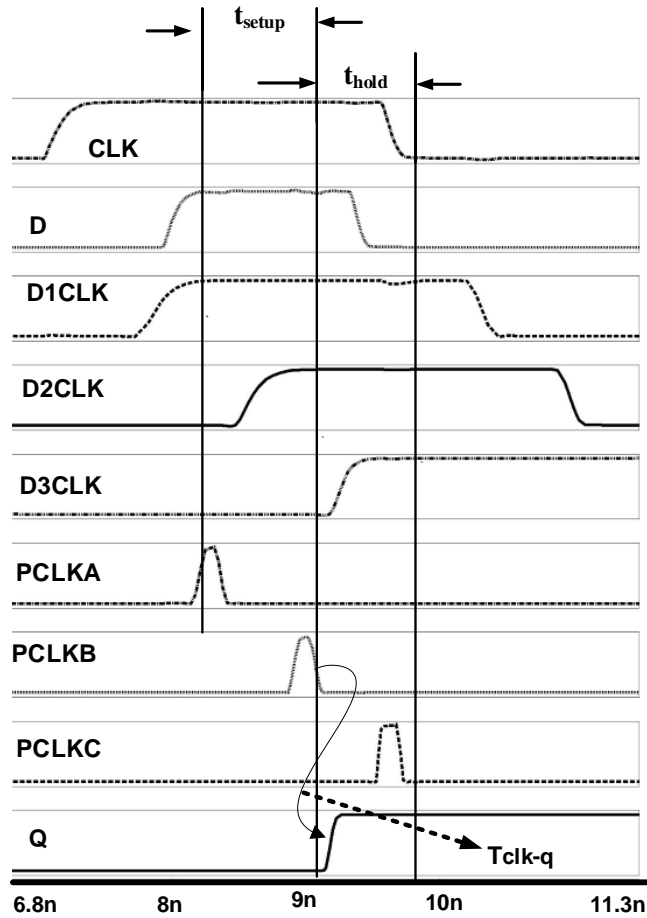 tsetup
thold
CLK
D
D1CLK
D2CLK
D3CLK
PCLKA
PCLKB
PCLKC
Q
Tclk-q
6.8n 8n 9n 10n 11.3n